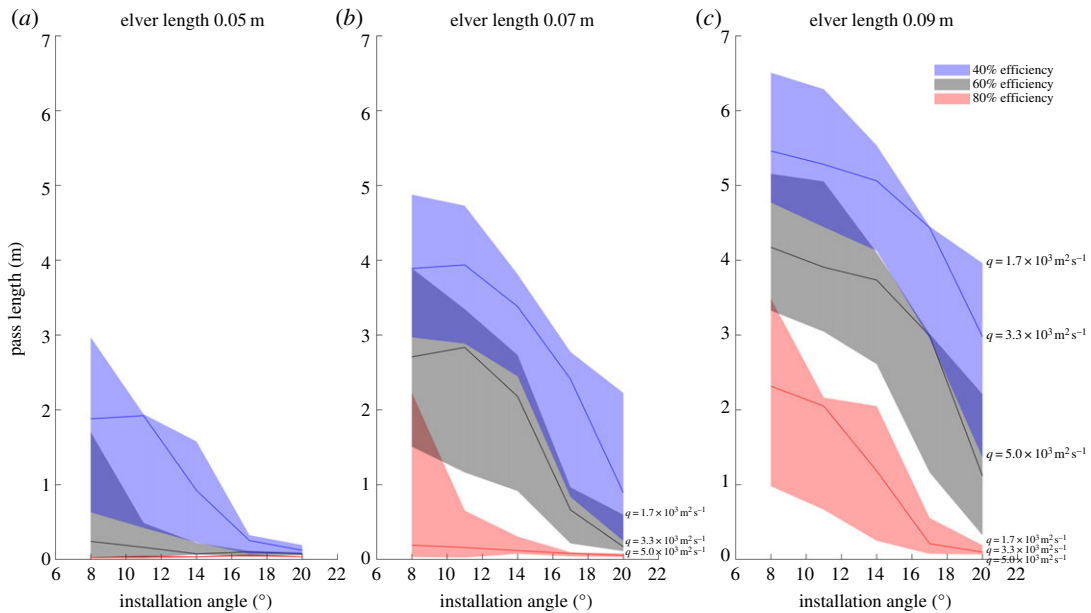 (a) elver length 0.05 m
(b) elver length 0.07 m
(c) elver length 0.09 m
pass length (m)
7
6
5
4
3
2
1
0
6 8 10 12 14 16 18 20 22
installation angle (°)
7
6
5
4
3
2
1
0
q = 1.7 × 10³ m² s⁻¹
q = 3.3 × 10³ m² s⁻¹
q = 5.0 × 10³ m² s⁻¹
6 8 10 12 14 16 18 20 22
installation angle (°)
7
6
5
4
3
2
1
0
40% efficiency
60% efficiency
80% efficiency
q = 1.7 × 10³ m² s⁻¹
q = 3.3 × 10³ m² s⁻¹
q = 5.0 × 10³ m² s⁻¹
q = 1.7 × 10³ m² s⁻¹
q = 3.3 × 10³ m² s⁻¹
q = 5.0 × 10³ m² s⁻¹
6 8 10 12 14 16 18 20 22
installation angle (°)